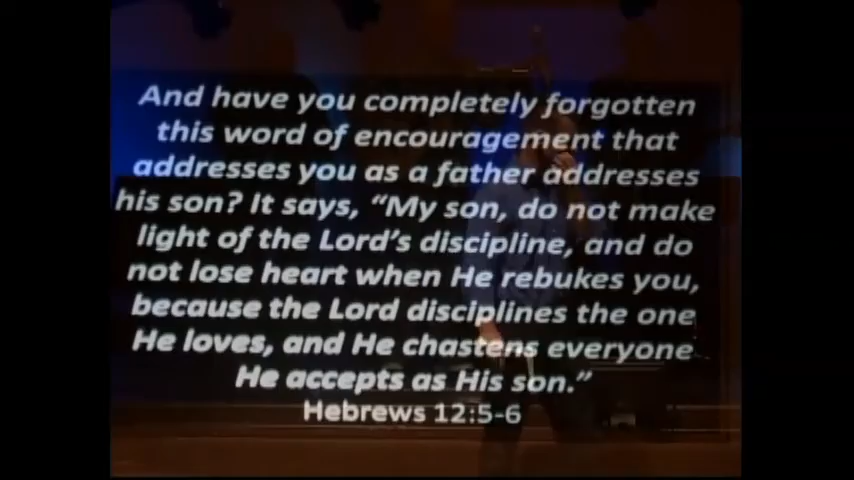 And have you completely forgotten
this word of encouragement that
addresses you as a father addresses
his son? It says, “My son, do not make
light of the Lord’s discipline, and do
not lose heart when He rebukes you,
because the Lord disciplines the one
He loves, and He chastens everyone
He accepts as His son.”
Hebrews 12:5-6